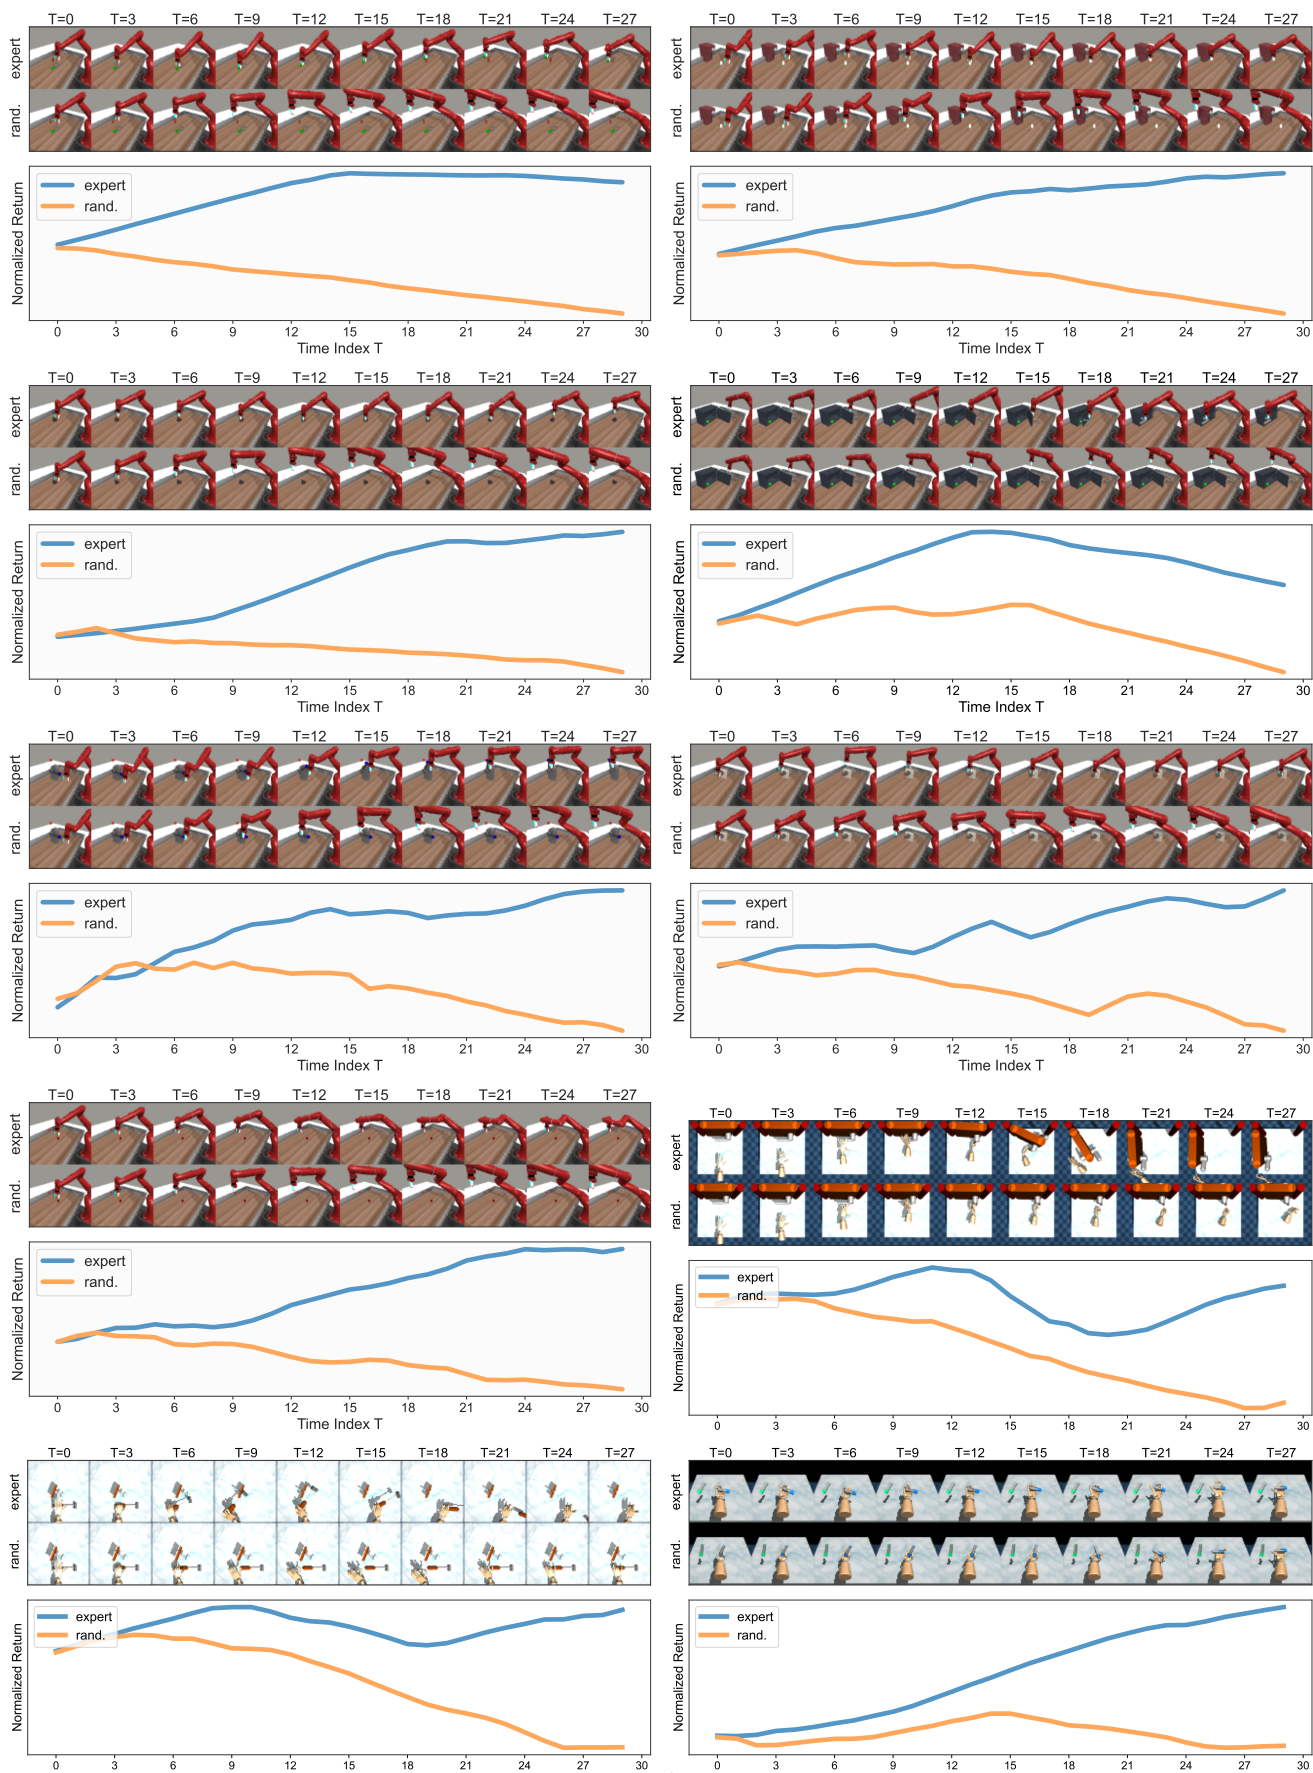 T=0 T=3 T=6 T=9 T=12 T=15 T=18 T=21 T=24 T=27
expert
rand.
Normalized Return
expert
rand.
0 3 6 9 12 15 18 21 24 27 30
Time Index T
T=0 T=3 T=6 T=9 T=12 T=15 T=18 T=21 T=24 T=27
expert
rand.
Normalized Return
expert
rand.
0 3 6 9 12 15 18 21 24 27 30
Time Index T
T=0 T=3 T=6 T=9 T=12 T=15 T=18 T=21 T=24 T=27
expert
rand.
Normalized Return
expert
rand.
0 3 6 9 12 15 18 21 24 27 30
Time Index T
T=0 T=3 T=6 T=9 T=12 T=15 T=18 T=21 T=24 T=27
expert
rand.
Normalized Return
expert
rand.
0 3 6 9 12 15 18 21 24 27 30
Time Index T
T=0 T=3 T=6 T=9 T=12 T=15 T=18 T=21 T=24 T=27
expert
rand.
Normalized Return
expert
rand.
0 3 6 9 12 15 18 21 24 27 30
Time Index T
T=0 T=3 T=6 T=9 T=12 T=15 T=18 T=21 T=24 T=27
expert
rand.
Normalized Return
expert
rand.
0 3 6 9 12 15 18 21 24 27 30
Time Index T
T=0 T=3 T=6 T=9 T=12 T=15 T=18 T=21 T=24 T=27
expert
rand.
Normalized Return
expert
rand.
0 3 6 9 12 15 18 21 24 27 30
Time Index T
T=0 T=3 T=6 T=9 T=12 T=15 T=18 T=21 T=24 T=27
expert
rand.
Normalized Return
expert
rand.
0 3 6 9 12 15 18 21 24 27 30
T=0 T=3 T=6 T=9 T=12 T=15 T=18 T=21 T=24 T=27
expert
rand.
Normalized Return
expert
rand.
0 3 6 9 12 15 18 21 24 27 30
T=0 T=3 T=6 T=9 T=12 T=15 T=18 T=21 T=24 T=27
expert
rand.
Normalized Return
expert
rand.
0 3 6 9 12 15 18 21 24 27 30